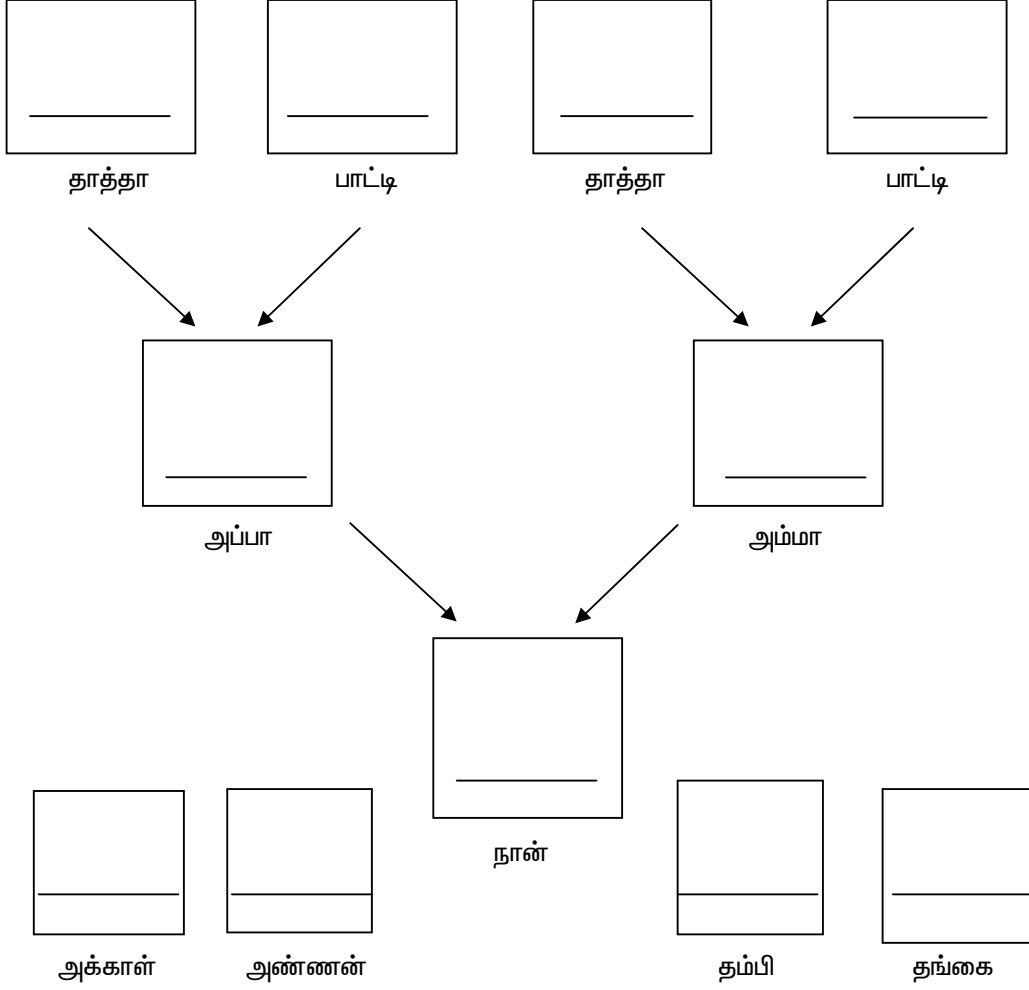 தாத்தா பாட்டி தாத்தா பாட்டி
அப்பா அம்மா
நான்
அக்காள் அண்ணன் தம்பி தங்கை